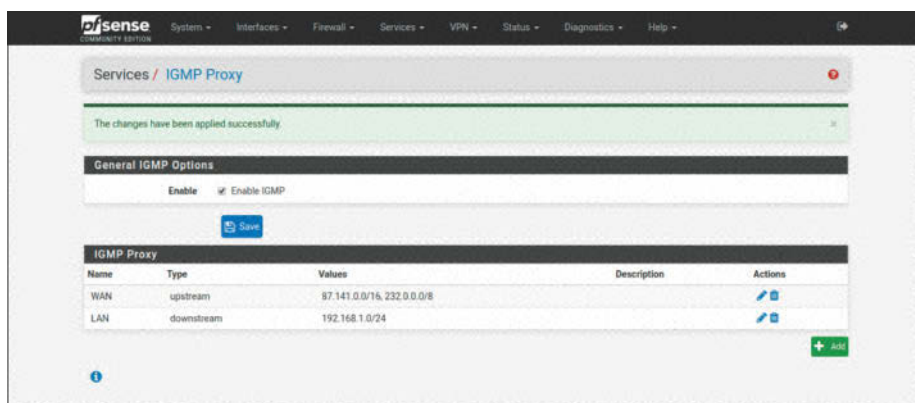 pfsense
COMMUNITY EDITION
System Interfaces Firewall Services VPN Status Diagnostics Help
Services / IGMP Proxy
The changes have been applied successfully.
×
General IGMP Options
Enable Enable IGMP
Save
IGMP Proxy
Name Type Values Description Actions
WAN upstream 87.141.0.0/16, 232.0.0.0/8
LAN downstream 192.168.1.0/24
Add